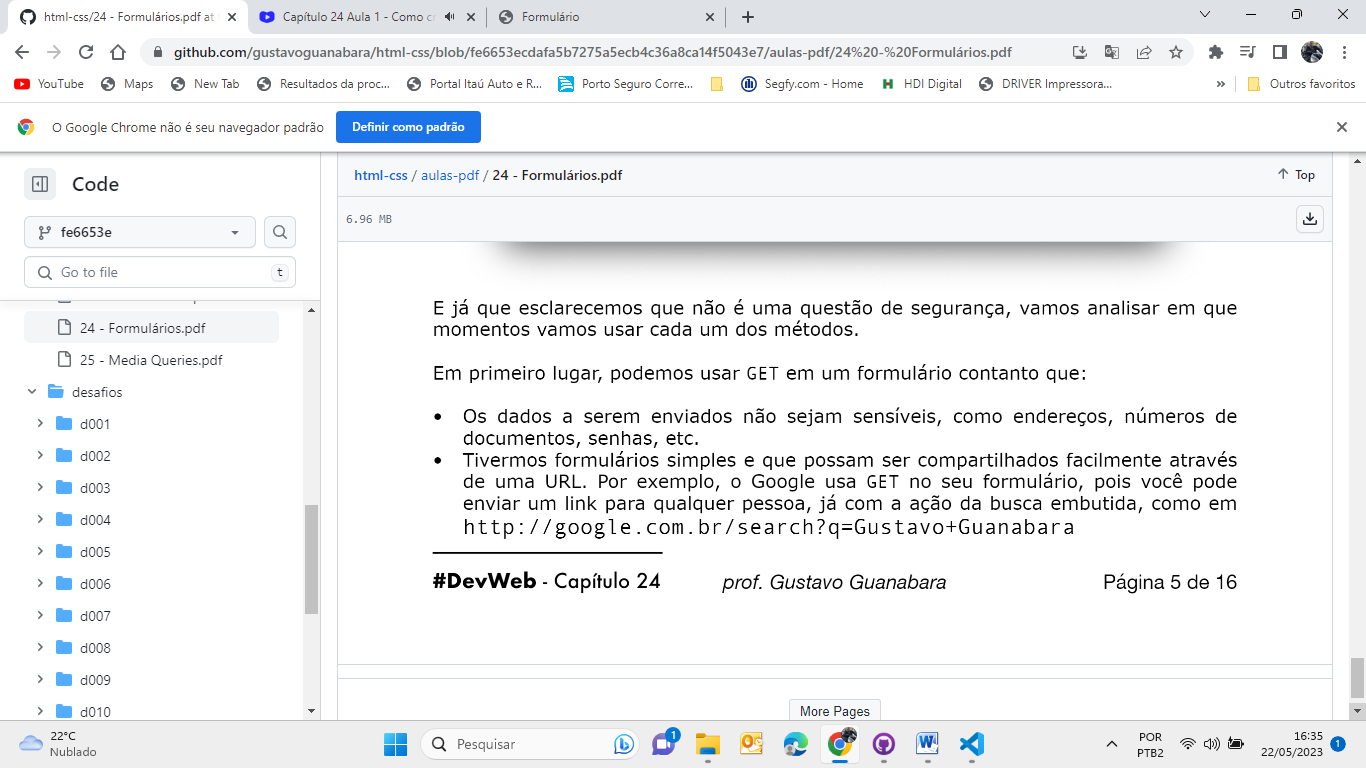 html-css/24 - Formulários.pdf at
Capítulo 24 Aula 1 - Como c
Formulário
github.com/gustavoguanabara/html-css/blob/fe6653ecdafa5b7275a5ecb4c36a8ca14f5043e7/aulas-pdf/24%20-%20Formulários.pdf
YouTube
Maps
New Tab
Resultados da proc...
Portal Itaú Auto e R...
Porto Seguro Corre...
Segfy.com - Home
HDI Digital
DRIVER Impressora...
»
Outros favoritos
O Google Chrome não é seu navegador padrão
Definir como padrão
Code
fe6653e
Go to file
t
24 - Formulários.pdf
25 - Media Queries.pdf
desafios
d001
d002
d003
d004
d005
d006
d007
d008
d009
d010
html-css / aulas-pdf / 24 - Formulários.pdf
Top
6.96 MB
E já que esclarecemos que não é uma questão de segurança, vamos analisar em que
momentos vamos usar cada um dos métodos.
Em primeiro lugar, podemos usar GET em um formulário contanto que:
• Os dados a serem enviados não sejam sensíveis, como endereços, números de
documentos, senhas, etc.
• Tivermos formulários simples e que possam ser compartilhados facilmente através
de uma URL. Por exemplo, o Google usa GET no seu formulário, pois você pode
enviar um link para qualquer pessoa, já com a ação da busca embutida, como em
http://google.com.br/search?q=Gustavo+Guanabara
#DevWeb - Capítulo 24
prof. Gustavo Guanabara
Página 5 de 16
More Pages
22°C
Nublado
Pesquisar
1
POR
PTB2
16:35
22/05/2023
1